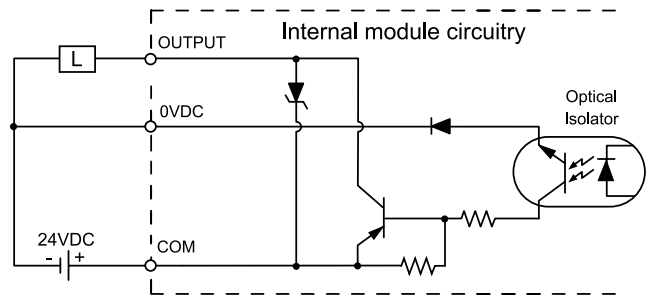 Internal module circuitry
OUTPUT
L
0VDC
Optical
Isolator
24VDC
- +
COM